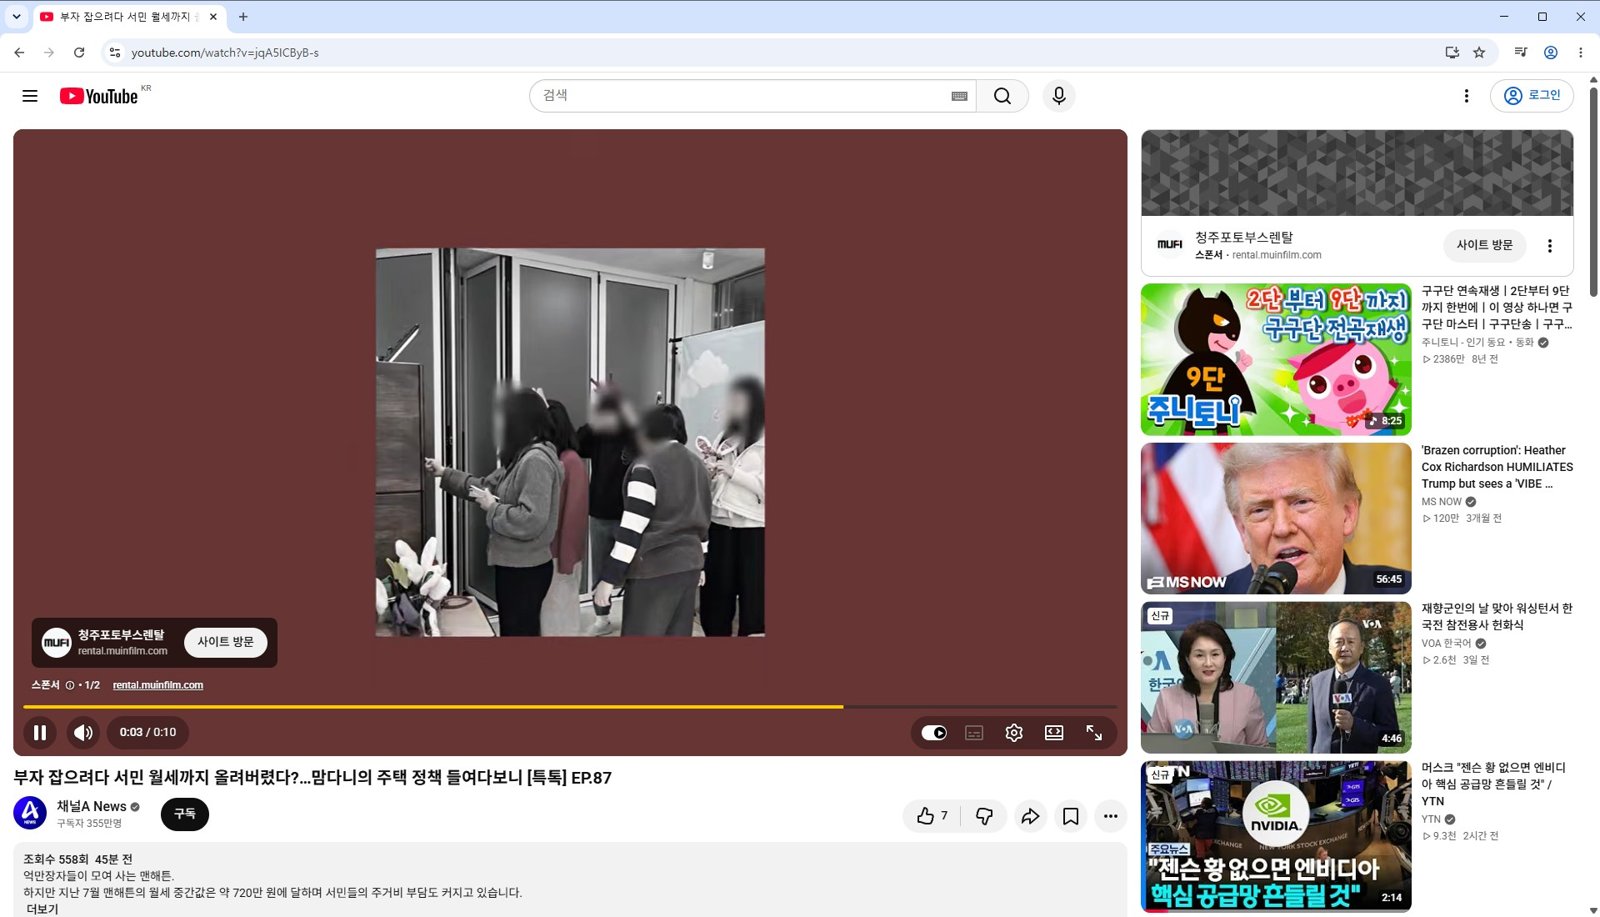 부자 잡으려다 서민 월세까지
youtube.com/watch?v=jqA5ICByB-s
YouTube KR
검색
로그인
MUFI
청주포토부스렌탈
rental.muinfilm.com
사이트 방문
스폰서 • 1/2 rental.muinfilm.com
0:03 / 0:10
부자 잡으려다 서민 월세까지 올려버렸다?...맘다니의 주택 정책 들여다보니 [특톡] EP.87
NEWS
채널A News
구독자 355만명
구독
7
조회수 558회 45분 전
억만장자들이 모여 사는 맨해튼.
하지만 지난 7월 맨해튼의 월세 중간값은 약 720만 원에 달하며 서민들의 주거비 부담도 커지고 있습니다.
더보기
MUFI
청주포토부스렌탈
스폰서 · rental.muinfilm.com
사이트 방문
2단부터 9단까지
구구단 전곡재생
9단
주니토니
8:25
구구단 연속재생 | 2단부터 9단
까지 한번에 | 이 영상 하나면 구
구단 마스터 | 구구단송 | 구구...
주니토니 - 인기 동요・동화
2386만 8년 전
MS NOW
56:45
'Brazen corruption': Heather
Cox Richardson HUMILIATES
Trump but sees a 'VIBE ...
MS NOW
120만 3개월 전
신규
VOA
한국어
VOA
VOA
4:46
재향군인의 날 맞아 워싱턴서 한
국전 참전용사 헌화식
VOA 한국어
2.6천 3일 전
신규
NVIDIA.
NEW YORK STOCK EXCHANGE
주요뉴스
"젠슨 황 없으면 엔비디아
핵심 공급망 흔들릴 것"
2:14
머스크 "젠슨 황 없으면 엔비디
아 핵심 공급망 흔들릴 것" /
YTN
YTN
9.3천 2시간 전